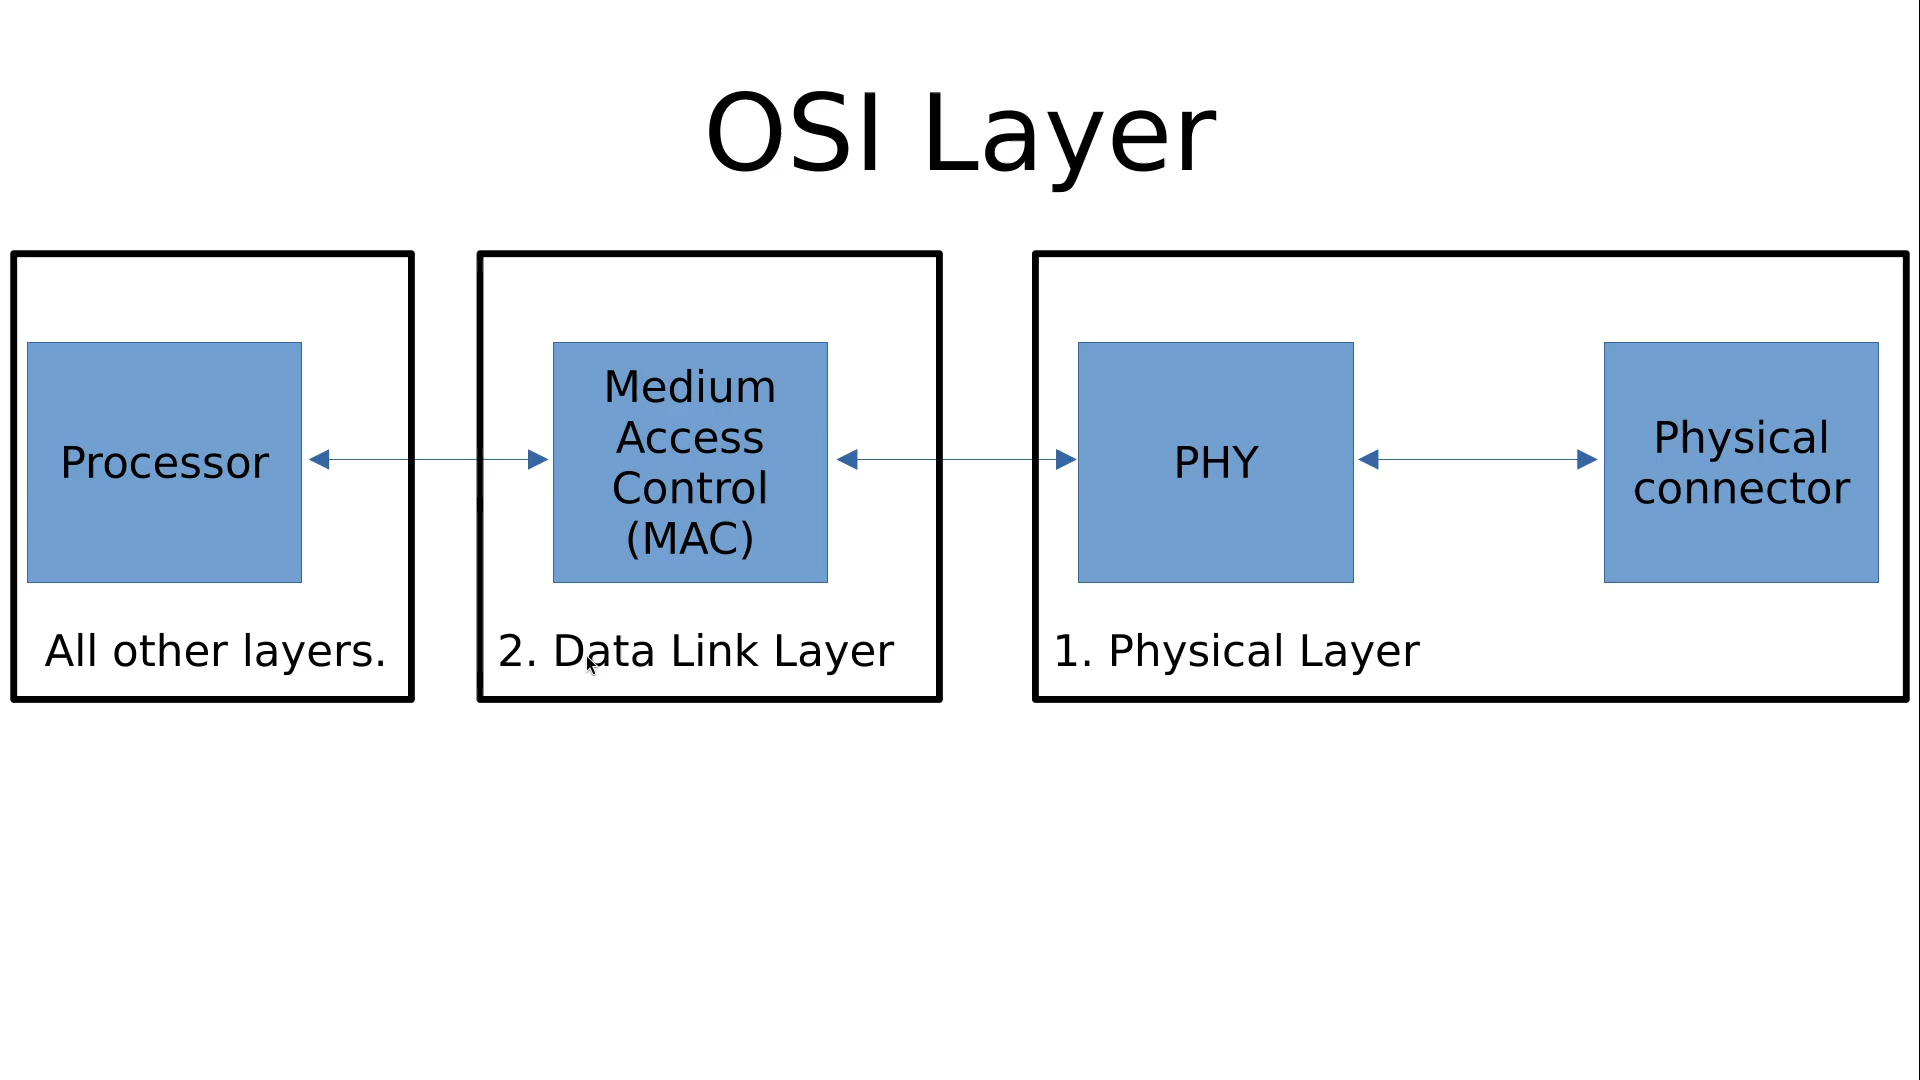 OSI Layer
Processor
Medium
Access
Control
(MAC)
PHY
Physical
connector
All other layers.
2. Data Link Layer
1. Physical Layer